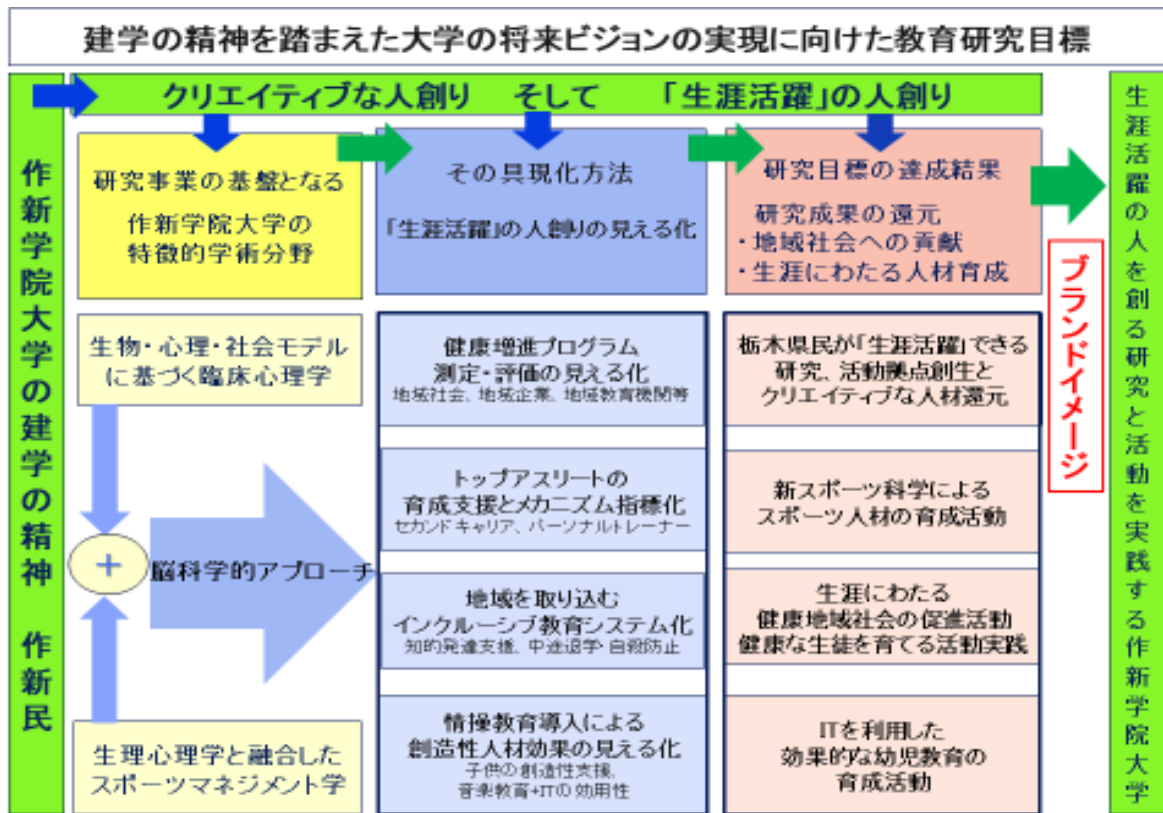 建学の精神を踏まえた大学の将来ビジョンの実現に向けた教育研究目標
クリエイティブな人創り そして 「生涯活躍」の人創り
作新学院大学の建学の精神 作新民
研究事業の基盤となる
作新学院大学の
特徴的学術分野
生物・心理・社会モデル
に基づく臨床心理学
+
脳科学的アプローチ
生理心理学と融合した
スポーツマネジメント学
その具現化方法
「生涯活躍」の人創りの見える化
健康増進プログラム
測定・評価の見える化
地域社会、地域企業、地域教育機関等
トップアスリートの
育成支援とメカニズム指標化
セカンドキャリア、パーソナルトレーナー
地域を取り込む
インクルーシブ教育システム化
知的発達支援、中途退学・自殺防止
情操教育導入による
創造性人材効果の見える化
子供の創造性支援、
音楽教育+ITの効用性
研究目標の達成結果
研究成果の還元
・地域社会への貢献
・生涯にわたる人材育成
栃木県民が「生涯活躍」できる
研究、活動拠点創生と
クリエイティブな人材還元
新スポーツ科学による
スポーツ人材の育成活動
生涯にわたる
健康地域社会の促進活動
健康な生徒を育てる活動実践
ITを利用した
効果的な幼児教育の
育成活動
ブランドイメージ
生涯活躍の人を創る研究と活動を実践する作新学院大学